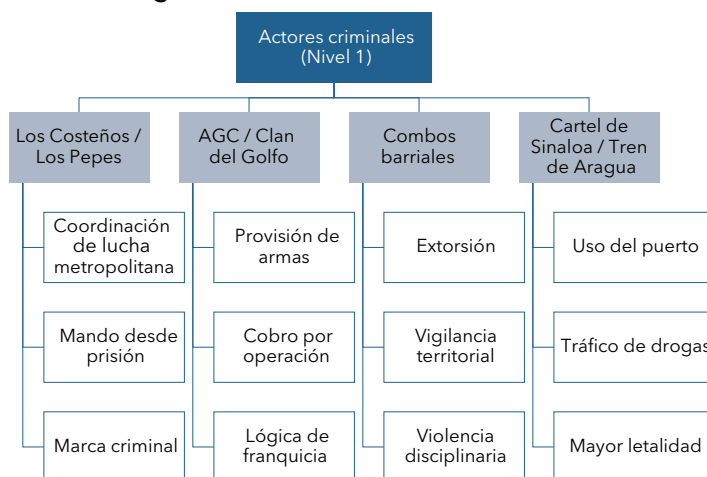 Actores criminales
(Nivel 1)
Los Costeños /
Los Pepes
AGC / Clan
del Golfo
Combos
barriales
Cartel de
Sinaloa / Tren
de Aragua
Coordinación
de lucha
metropolitana
Provisión de
armas
Extorsión
Uso del puerto
Mando desde
prisión
Cobro por
operación
Vigilancia
territorial
Tráfico de drogas
Marca criminal
Lógica de
franquicia
Violencia
disciplinaria
Mayor letalidad